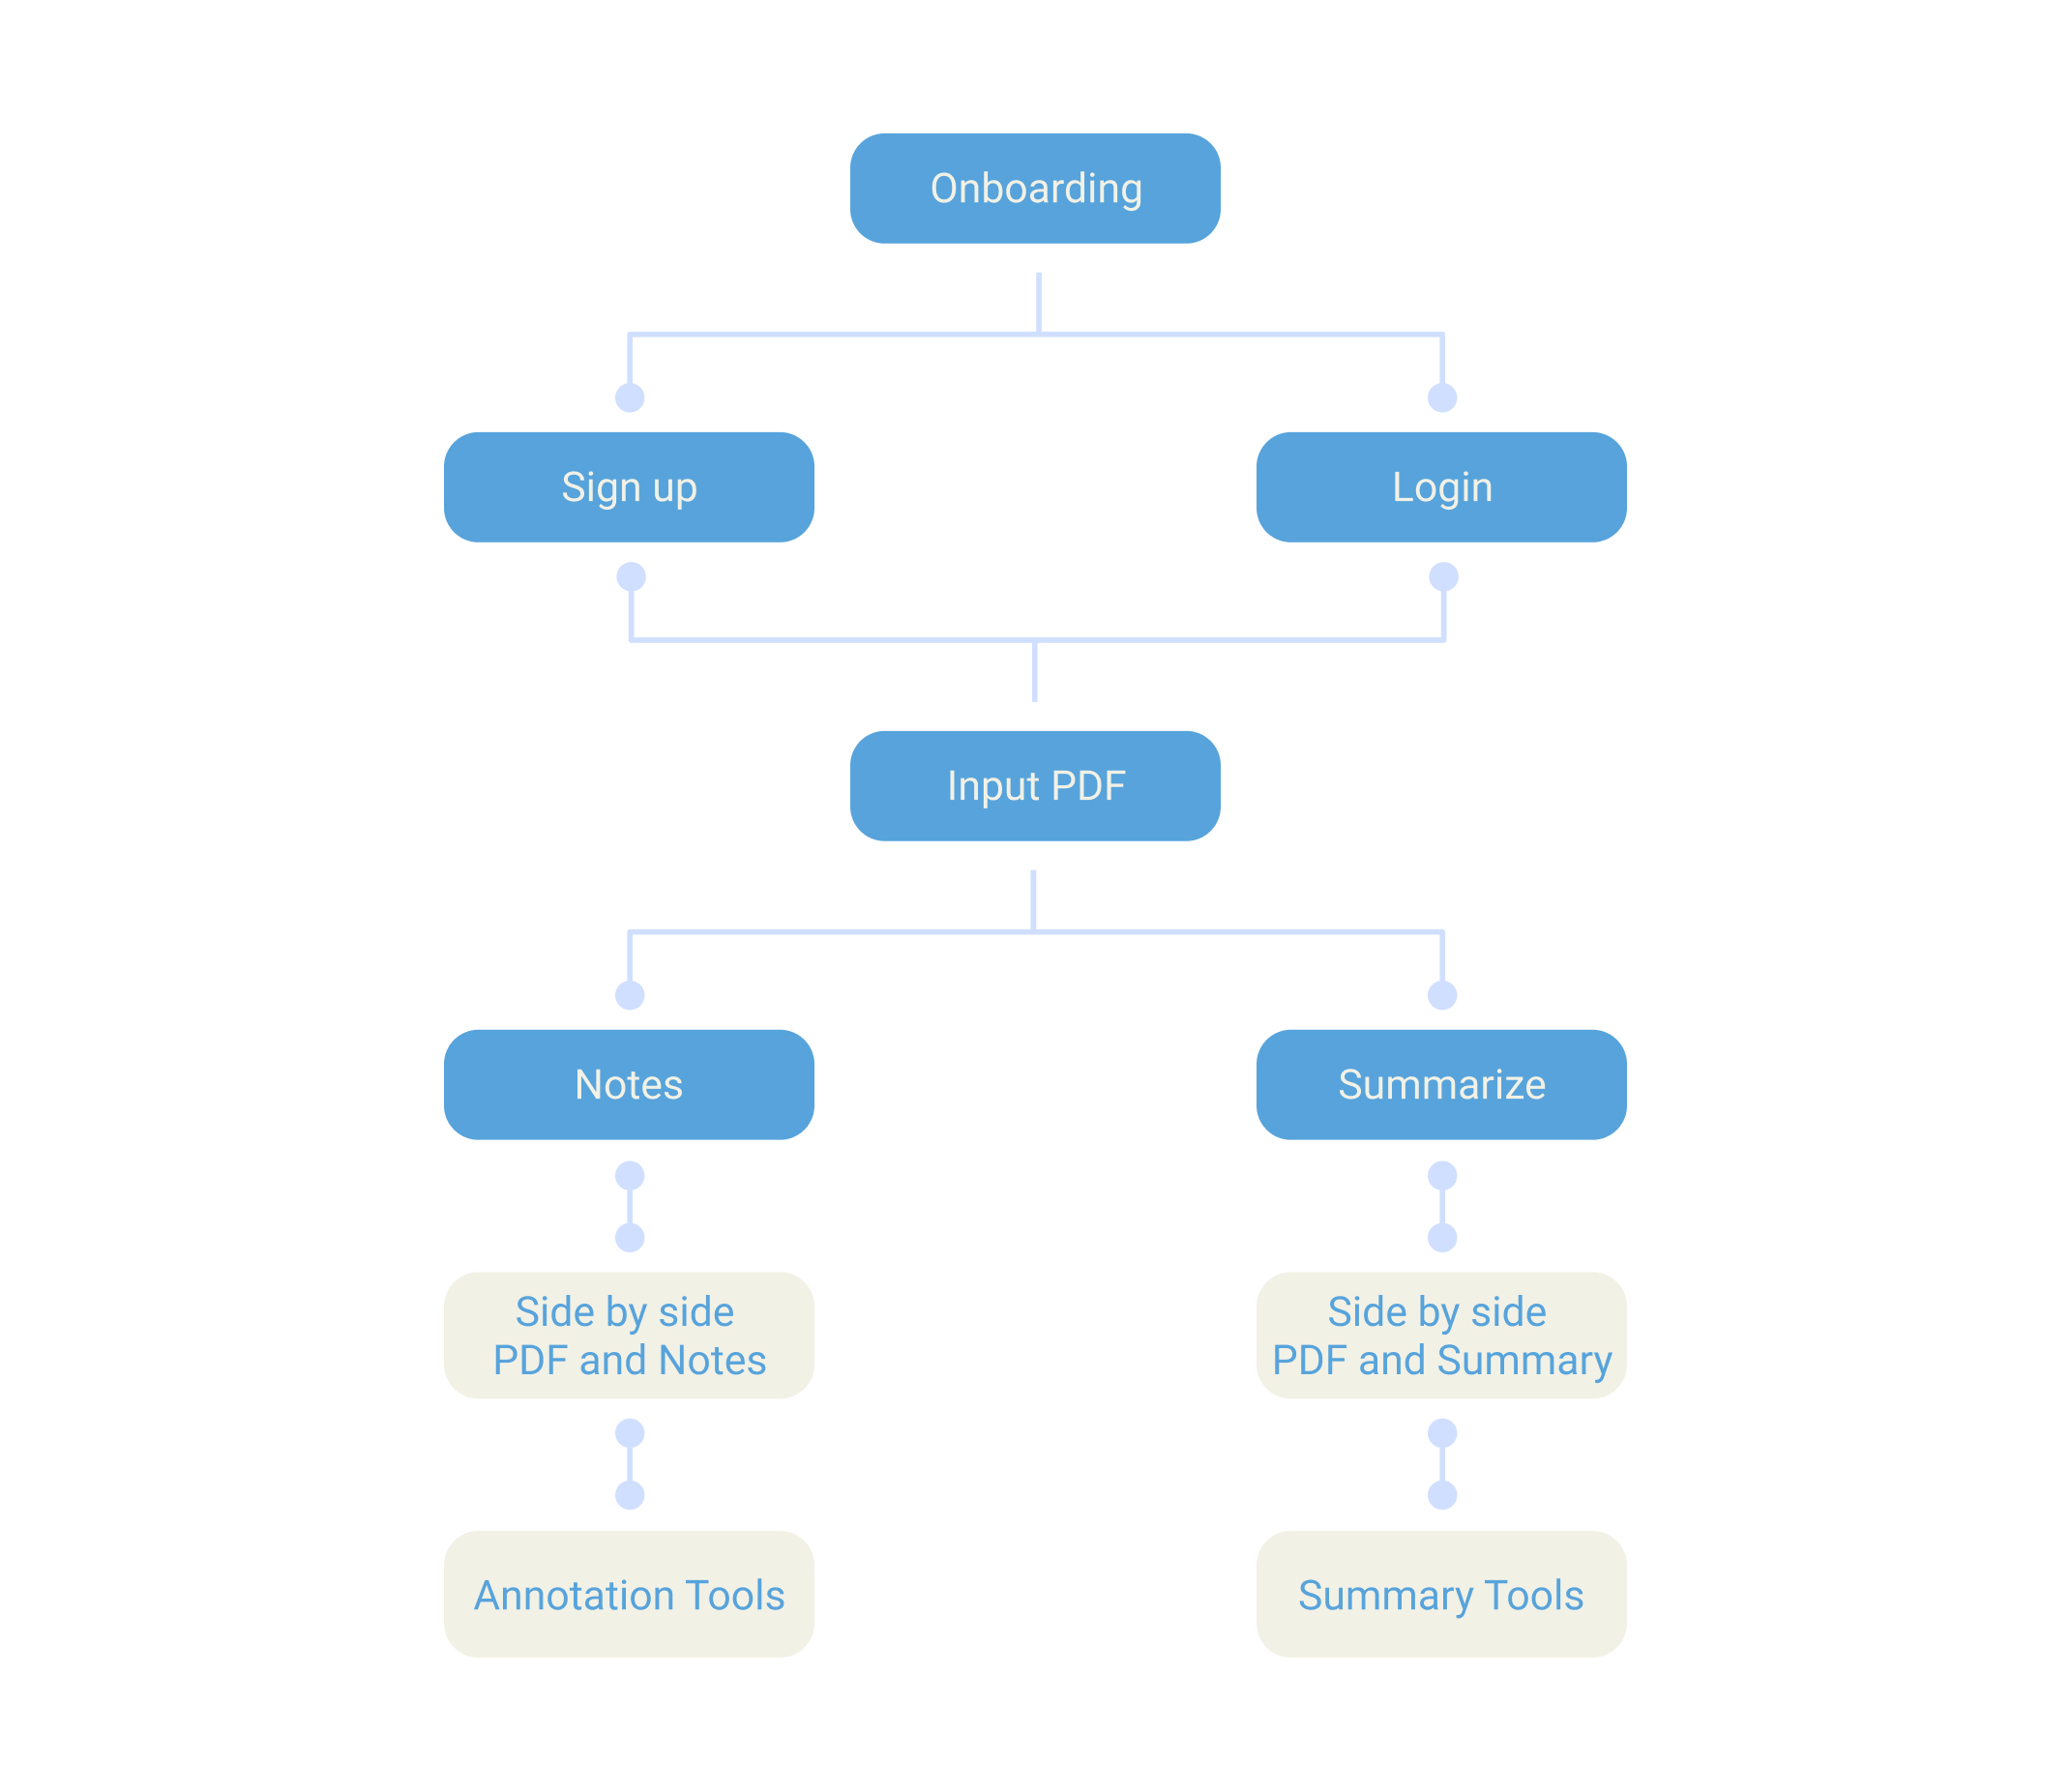 Onboarding
Sign up
Login
Input PDF
Notes
Summarize
Side by side
PDF and Notes
Side by side
PDF and Summary
Annotation Tools
Summary Tools